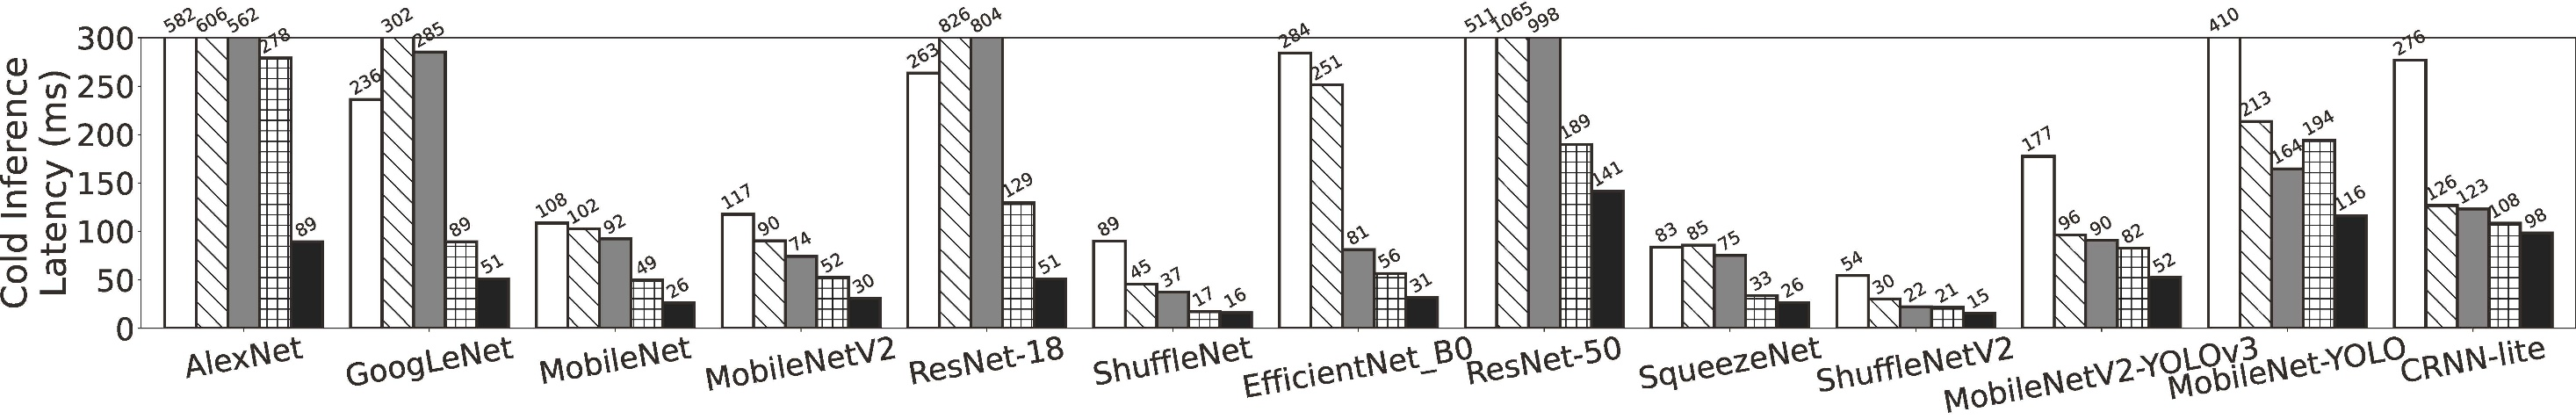 Cold Inference
Latency (ms)
300
250
200
150
100
50
0
582 606 562 278 89
236 302 285 89 51
108 102 92 49 26
117 90 74 52 30
263 826 804 129 51
89 45 37 17 16
284 251 81 56 31
511 1065 998 189 141
83 85 75 33 26
54 30 22 21 15
177 96 90 82 52
410 213 164 194 116
276 126 123 108 98
AlexNet
GoogLeNet
MobileNet
MobileNetV2
ResNet-18
ShuffleNet
EfficientNet_B0
ResNet-50
SqueezeNet
ShuffleNetV2
MobileNetV2-YOLOv3
MobileNet-YOLO
CRNN-lite